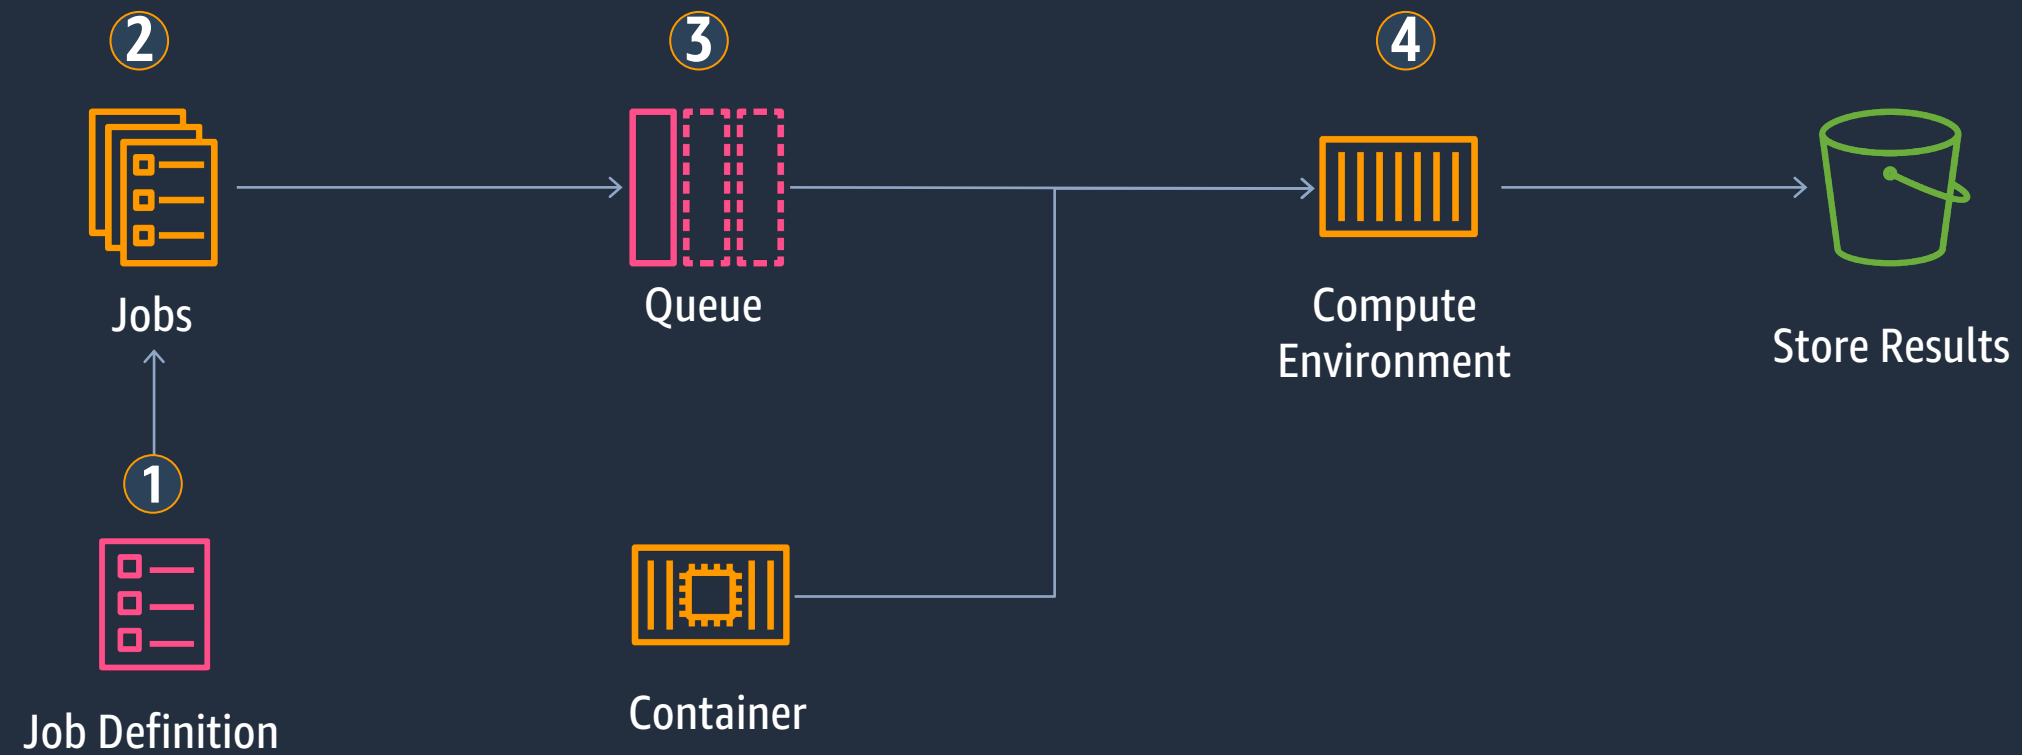 2
3
4
Jobs
Queue
Compute
Environment
Store Results
1
Job Definition
Container